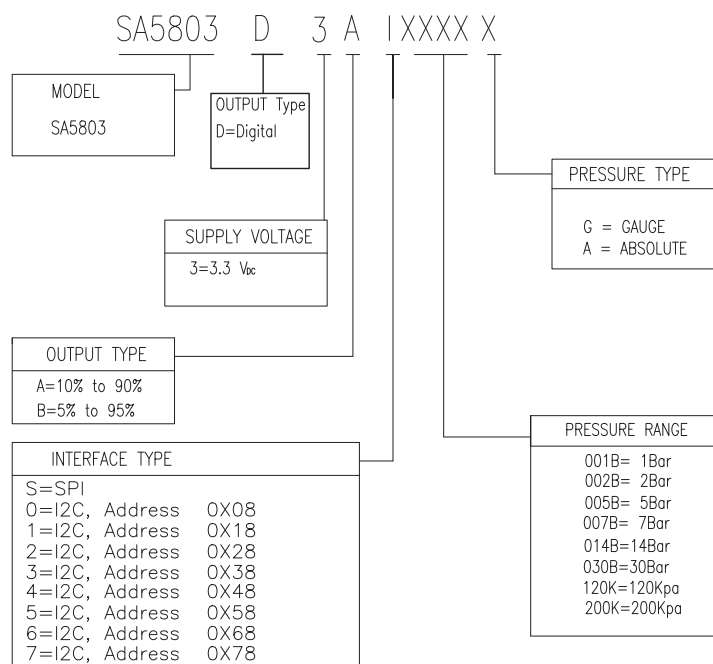 SA5803 D 3 A I XXXX X
MODEL
SA5803
OUTPUT Type
D=Digital
PRESSURE TYPE
G = GAUGE
A = ABSOLUTE
SUPPLY VOLTAGE
3=3.3 VDC
OUTPUT TYPE
A=10% to 90%
B=5% to 95%
INTERFACE TYPE
S=SPI
0=I2C, Address 0X08
1=I2C, Address 0X18
2=I2C, Address 0X28
3=I2C, Address 0X38
4=I2C, Address 0X48
5=I2C, Address 0X58
6=I2C, Address 0X68
7=I2C, Address 0X78
PRESSURE RANGE
001B= 1Bar
002B= 2Bar
005B= 5Bar
007B= 7Bar
014B=14Bar
030B=30Bar
120K=120Kpa
200K=200Kpa